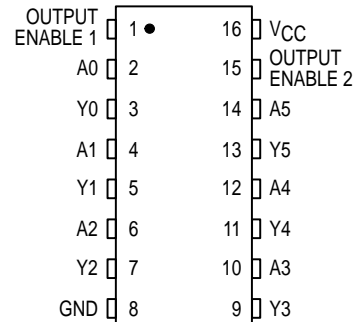 OUTPUT
ENABLE 1 1 16 VCC
A0 2 15 OUTPUT
ENABLE 2
Y0 3 14 A5
A1 4 13 Y5
Y1 5 12 A4
A2 6 11 Y4
Y2 7 10 A3
GND 8 9 Y3